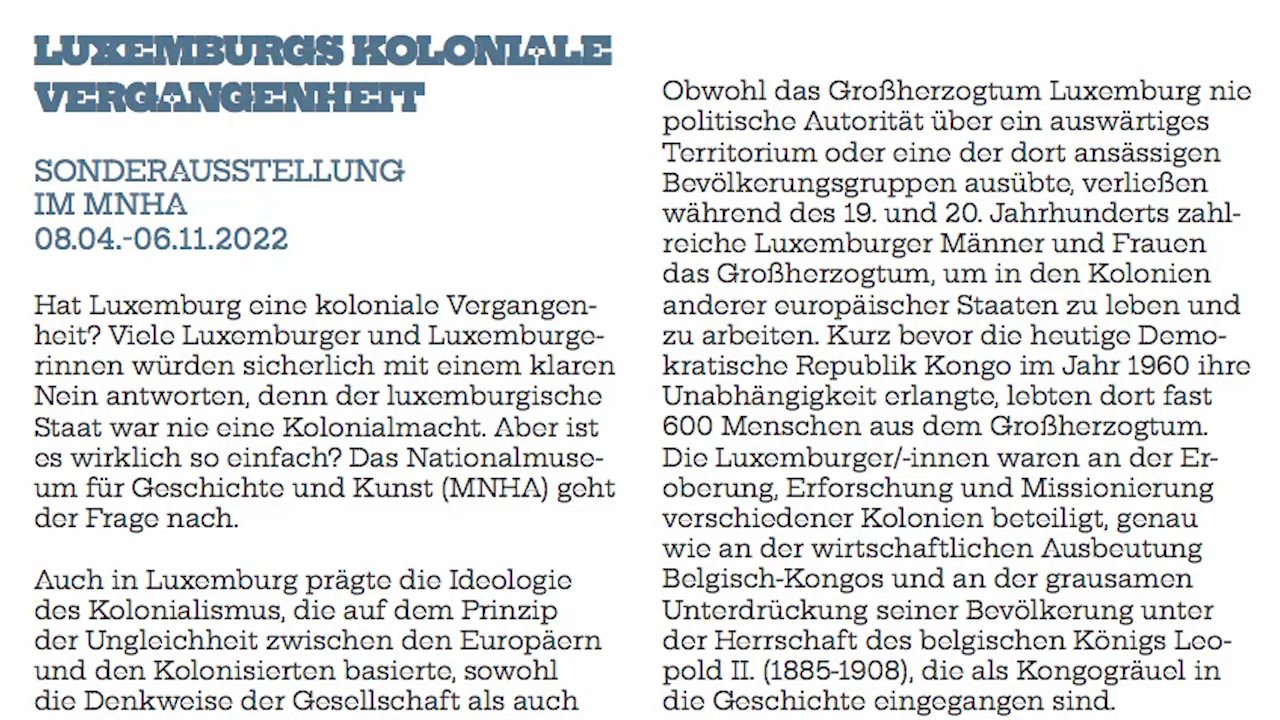 LUXEMBURGS KOLONIALE
VERGANGENHEIT
SONDERAUSSTELLUNG
IM MNHA
08.04.-06.11.2022
Hat Luxemburg eine koloniale Vergangen-
heit? Viele Luxemburger und Luxemburge-
rinnen würden sicherlich mit einem klaren
Nein antworten, denn der luxemburgische
Staat war nie eine Kolonialmacht. Aber ist
es wirklich so einfach? Das Nationalmuse-
um für Geschichte und Kunst (MNHA) geht
der Frage nach.
Auch in Luxemburg prägte die Ideologie
des Kolonialismus, die auf dem Prinzip
der Ungleichheit zwischen den Europäern
und den Kolonisierten basierte, sowohl
die Denkweise der Gesellschaft als auch
Obwohl das Großherzogtum Luxemburg nie
politische Autorität über ein auswärtiges
Territorium oder eine der dort ansässigen
Bevölkerungsgruppen ausübte, verließen
während des 19. und 20. Jahrhunderts zahl-
reiche Luxemburger Männer und Frauen
das Großherzogtum, um in den Kolonien
anderer europäischer Staaten zu leben und
zu arbeiten. Kurz bevor die heutige Demo-
kratische Republik Kongo im Jahr 1960 ihre
Unabhängigkeit erlangte, lebten dort fast
600 Menschen aus dem Großherzogtum.
Die Luxemburger/-innen waren an der Er-
oberung, Erforschung und Missionierung
verschiedener Kolonien beteiligt, genau
wie an der wirtschaftlichen Ausbeutung
Belgisch-Kongos und an der grausamen
Unterdrückung seiner Bevölkerung unter
der Herrschaft des belgischen Königs Leo-
pold II. (1885-1908), die als Kongogräuel in
die Geschichte eingegangen sind.